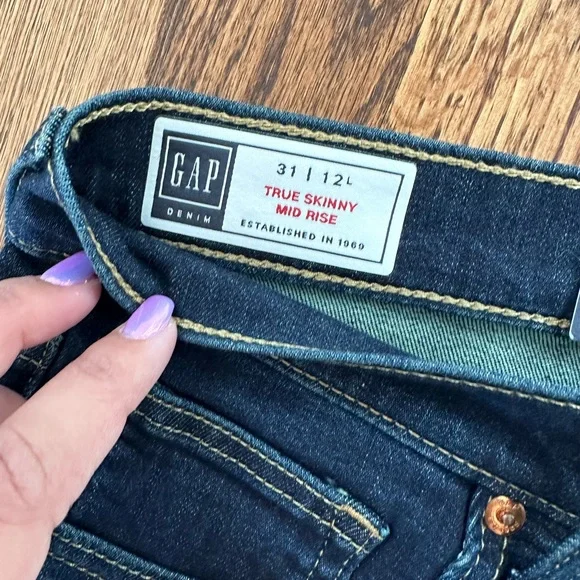 GAP
DENIM
31 | 12L
TRUE SKINNY
MID RISE
ESTABLISHED IN 1969